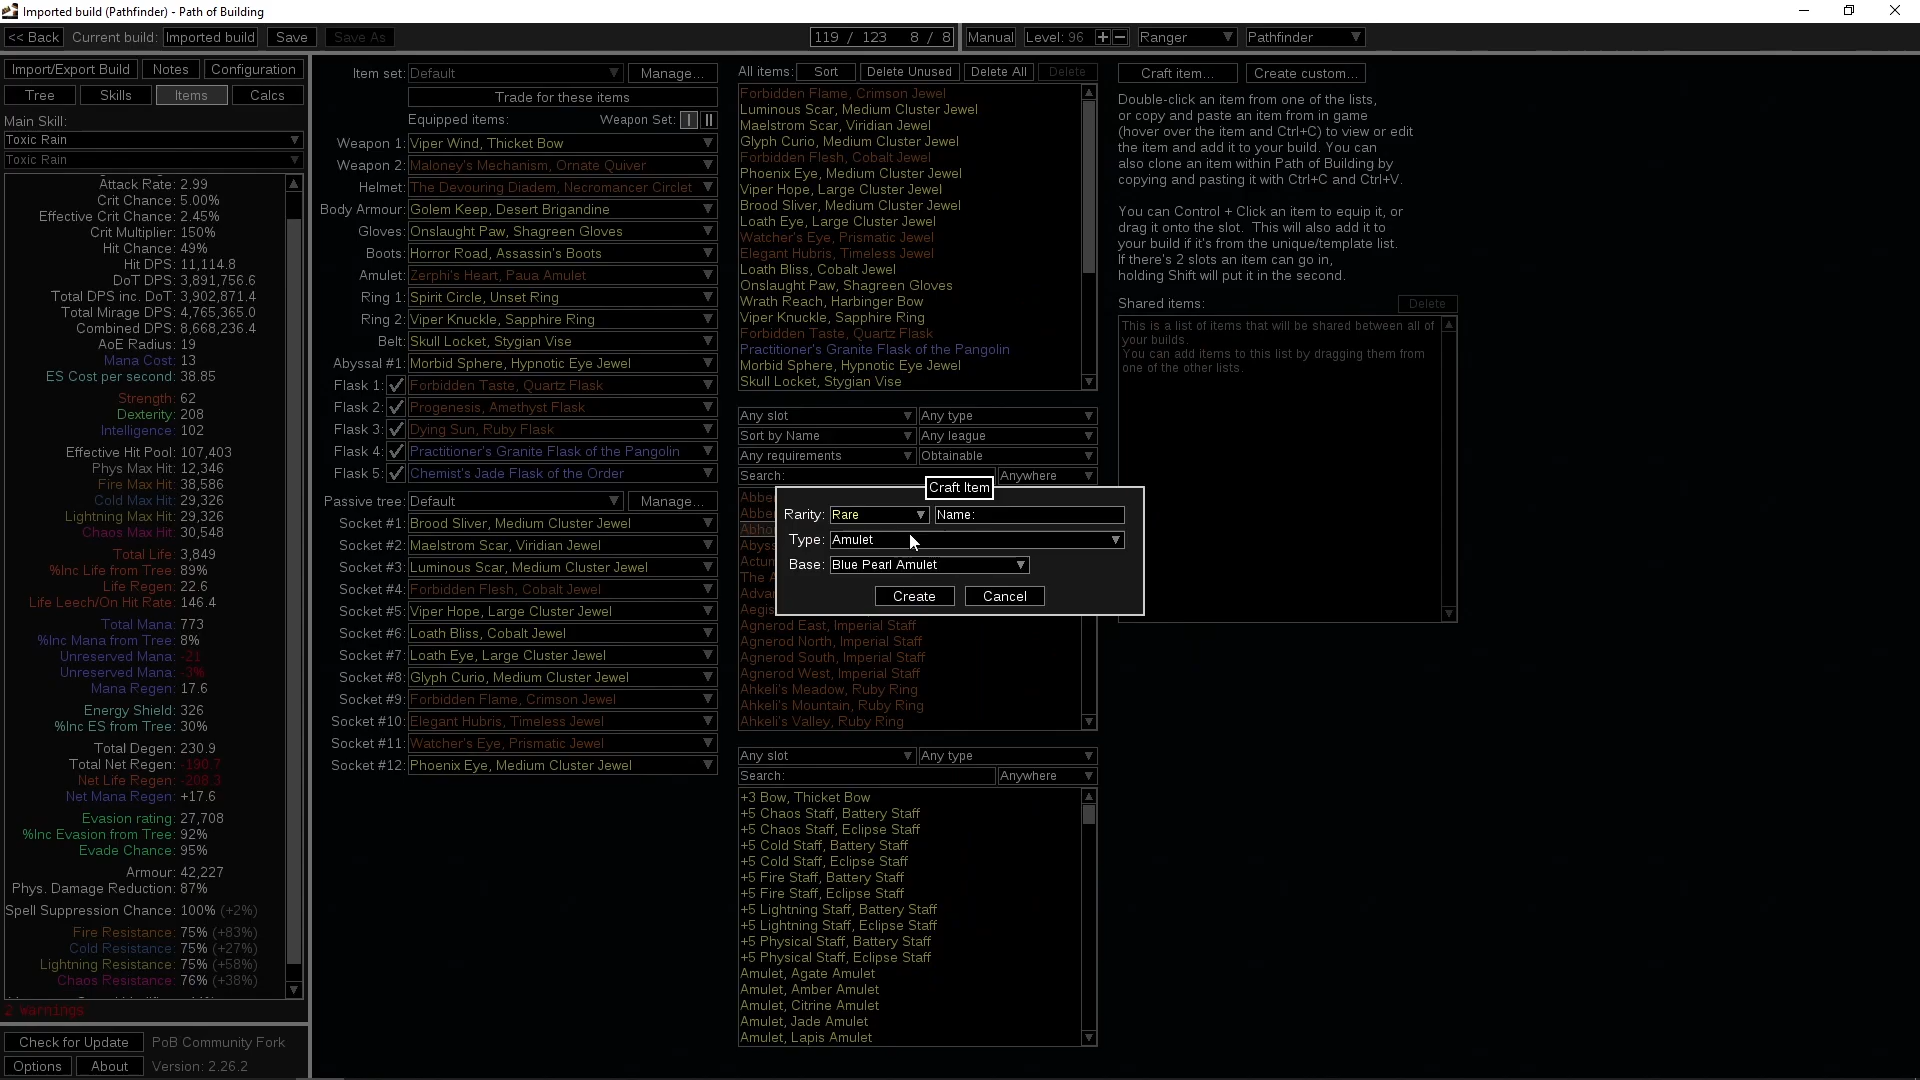 Imported build (Pathfinder) - Path of Building
<< Back
Current build: Imported build
Save
Save As
119 / 123 8 / 8
Manual
Level: 96
Ranger
Pathfinder
Import/Export Build
Notes
Configuration
Tree
Skills
Items
Calcs
Main Skill:
Toxic Rain
Toxic Rain
Attack Rate: 2.99
Crit Chance: 5.00%
Effective Crit Chance: 2.45%
Crit Multiplier: 150%
Hit Chance: 49%
Hit DPS: 11,114.8
DoT DPS: 3,891,756.6
Total DPS inc. DoT: 3,902,871.4
Total Mirage DPS: 4,765,365.0
Combined DPS: 8,668,236.4
AoE Radius: 19
Mana Cost: 13
ES Cost per second: 38.85
Strength: 62
Dexterity: 208
Intelligence: 102
Effective Hit Pool: 107,403
Phys Max Hit: 12,346
Fire Max Hit: 38,586
Cold Max Hit: 29,326
Lightning Max Hit: 29,326
Chaos Max Hit: 30,548
Total Life: 3,849
%Inc Life from Tree: 89%
Life Regen: 22.6
Life Leech/On Hit Rate: 146.4
Total Mana: 773
%Inc Mana from Tree: 8%
Unreserved Mana: -21
Unreserved Mana: -3%
Mana Regen: 17.6
Energy Shield: 326
%Inc ES from Tree: 30%
Total Degen: 230.9
Total Net Regen: -190.7
Net Life Regen: -208.3
Net Mana Regen: +17.6
Evasion rating: 27,708
%Inc Evasion from Tree: 92%
Evade Chance: 95%
Armour: 42,227
Phys. Damage Reduction: 87%
Spell Suppression Chance: 100% (+2%)
Fire Resistance: 75% (+83%)
Cold Resistance: 75% (+27%)
Lightning Resistance: 75% (+58%)
Chaos Resistance: 76% (+38%)
2 Warnings
Check for Update
PoB Community Fork
Options
About
Version: 2.26.2
Item set: Default
Manage...
Trade for these items
Equipped items:
Weapon Set: I II
Weapon 1: Viper Wind, Thicket Bow
Weapon 2: Maloney's Mechanism, Ornate Quiver
Helmet: The Devouring Diadem, Necromancer Circlet
Body Armour: Golem Keep, Desert Brigandine
Gloves: Onslaught Paw, Shagreen Gloves
Boots: Horror Road, Assassin's Boots
Amulet: Zerphi's Heart, Paua Amulet
Ring 1: Spirit Circle, Unset Ring
Ring 2: Viper Knuckle, Sapphire Ring
Belt: Skull Locket, Stygian Vise
Abyssal #1: Morbid Sphere, Hypnotic Eye Jewel
Flask 1: Forbidden Taste, Quartz Flask
Flask 2: Progenesis, Amethyst Flask
Flask 3: Dying Sun, Ruby Flask
Flask 4: Practitioner's Granite Flask of the Pangolin
Flask 5: Chemist's Jade Flask of the Order
Passive tree: Default
Manage...
Socket #1: Brood Sliver, Medium Cluster Jewel
Socket #2: Maelstrom Scar, Viridian Jewel
Socket #3: Luminous Scar, Medium Cluster Jewel
Socket #4: Forbidden Flesh, Cobalt Jewel
Socket #5: Viper Hope, Large Cluster Jewel
Socket #6: Loath Bliss, Cobalt Jewel
Socket #7: Loath Eye, Large Cluster Jewel
Socket #8: Glyph Curio, Medium Cluster Jewel
Socket #9: Forbidden Flame, Crimson Jewel
Socket #10: Elegant Hubris, Timeless Jewel
Socket #11: Watcher's Eye, Prismatic Jewel
Socket #12: Phoenix Eye, Medium Cluster Jewel
All items:
Sort
Delete Unused
Delete All
Delete
Forbidden Flame, Crimson Jewel
Luminous Scar, Medium Cluster Jewel
Maelstrom Scar, Viridian Jewel
Glyph Curio, Medium Cluster Jewel
Forbidden Flesh, Cobalt Jewel
Phoenix Eye, Medium Cluster Jewel
Viper Hope, Large Cluster Jewel
Brood Sliver, Medium Cluster Jewel
Loath Eye, Large Cluster Jewel
Watcher's Eye, Prismatic Jewel
Elegant Hubris, Timeless Jewel
Loath Bliss, Cobalt Jewel
Onslaught Paw, Shagreen Gloves
Wrath Reach, Harbinger Bow
Viper Knuckle, Sapphire Ring
Forbidden Taste, Quartz Flask
Practitioner's Granite Flask of the Pangolin
Morbid Sphere, Hypnotic Eye Jewel
Skull Locket, Stygian Vise
Any slot
Any type
Sort by Name
Any league
Any requirements
Obtainable
Search:
Anywhere
Craft Item
Rarity: Rare
Name:
Type: Amulet
Base: Blue Pearl Amulet
Create
Cancel
Agnerod East, Imperial Staff
Agnerod North, Imperial Staff
Agnerod South, Imperial Staff
Agnerod West, Imperial Staff
Ahkeli's Meadow, Ruby Ring
Ahkeli's Mountain, Ruby Ring
Ahkeli's Valley, Ruby Ring
Any slot
Any type
Search:
Anywhere
+3 Bow, Thicket Bow
+5 Chaos Staff, Battery Staff
+5 Chaos Staff, Eclipse Staff
+5 Cold Staff, Battery Staff
+5 Cold Staff, Eclipse Staff
+5 Fire Staff, Battery Staff
+5 Fire Staff, Eclipse Staff
+5 Lightning Staff, Battery Staff
+5 Lightning Staff, Eclipse Staff
+5 Physical Staff, Battery Staff
+5 Physical Staff, Eclipse Staff
Amulet, Agate Amulet
Amulet, Amber Amulet
Amulet, Citrine Amulet
Amulet, Jade Amulet
Amulet, Lapis Amulet
Craft item...
Create custom...
Double-click an item from one of the lists,
or copy and paste an item from in game
(hover over the item and Ctrl+C) to view or edit
the item and add it to your build. You can
also clone an item within Path of Building by
copying and pasting it with Ctrl+C and Ctrl+V.
You can Control + Click an item to equip it, or
drag it onto the slot. This will also add it to
your build if it's from the unique/template list.
If there's 2 slots an item can go in,
holding Shift will put it in the second.
Shared items:
Delete
This is a list of items that will be shared between all of
your builds.
You can add items to this list by dragging them from
one of the other lists.